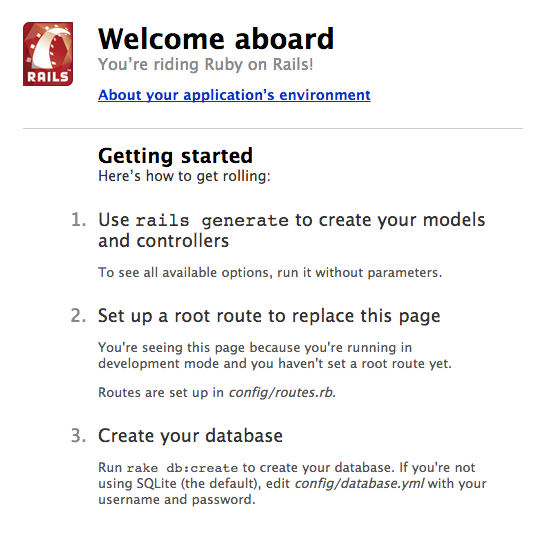 RAILS
Welcome aboard
You’re riding Ruby on Rails!
About your application’s environment
Getting started
Here’s how to get rolling:
1. Use rails generate to create your models
and controllers
To see all available options, run it without parameters.
2. Set up a root route to replace this page
You're seeing this page because you're running in
development mode and you haven't set a root route yet.
Routes are set up in config/routes.rb.
3. Create your database
Run rake db:create to create your database. If you're not
using SQLite (the default), edit config/database.yml with your
username and password.